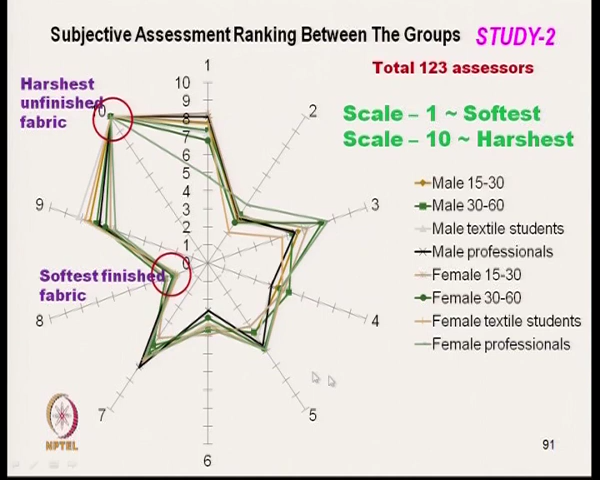 Subjective Assessment Ranking Between The Groups STUDY-2
Total 123 assessors
Harshest
unfinished
fabric
Scale – 1 ~ Softest
Scale – 10 ~ Harshest
1
2
3
4
5
6
7
8
9
10
9
8
7
6
5
4
3
2
1
0
Softest finished
fabric
Male 15-30
Male 30-60
Male textile students
Male professionals
Female 15-30
Female 30-60
Female textile students
Female professionals
NPTEL
91